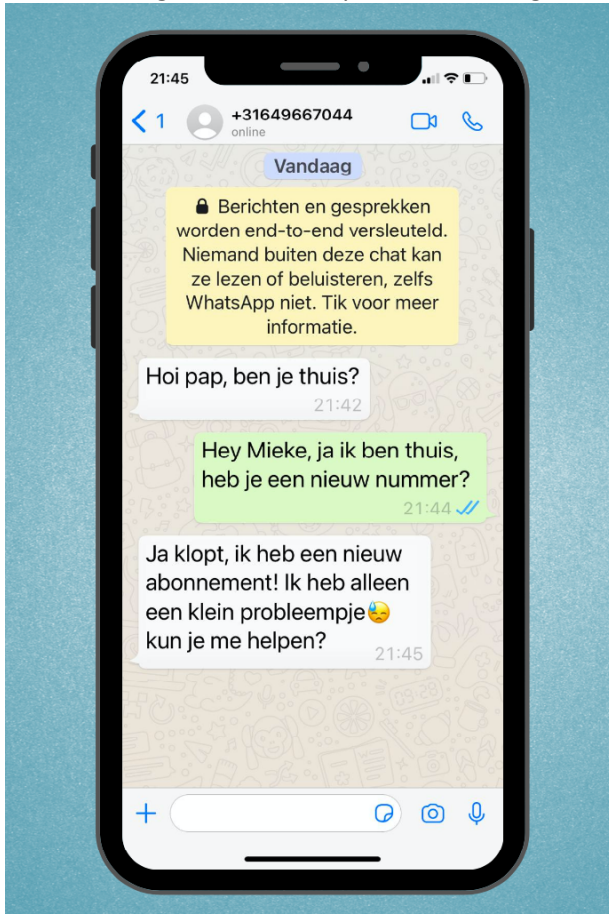 21:45
1
+31649667044
online
Vandaag
Berichten en gesprekken
worden end-to-end versleuteld.
Niemand buiten deze chat kan
ze lezen of beluisteren, zelfs
WhatsApp niet. Tik voor meer
informatie.
Hoi pap, ben je thuis?
21:42
Hey Mieke, ja ik ben thuis,
heb je een nieuw nummer?
21:44
Ja klopt, ik heb een nieuw
abonnement! Ik heb alleen
een klein probleempje😓
kun je me helpen?
21:45